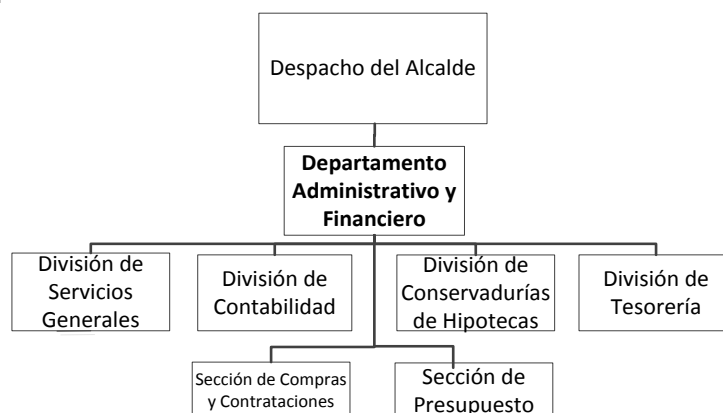 Despacho del Alcalde
Departamento
Administrativo y
Financiero
División de
Servicios
Generales
División de
Contabilidad
División de
Conservadurías
de Hipotecas
División de
Tesorería
Sección de Compras
y Contrataciones
Sección de
Presupuesto